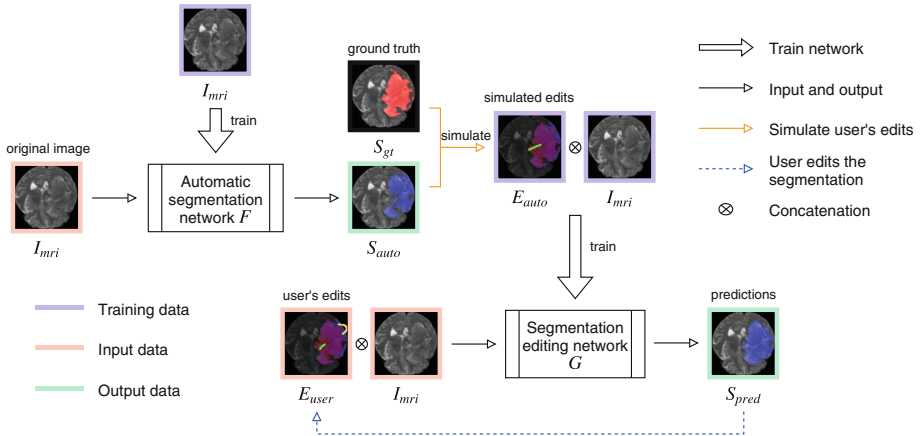 ground truth
Train network
I_mri
train
simulated edits
Input and output
simulate
S_gt
original image
Simulate user's edits
Automatic
segmentation
network F
User edits the
segmentation
E_auto
I_mri
Concatenation
I_mri
S_auto
train
Training data
user's edits
predictions
Input data
Segmentation
editing network
G
Output data
E_user
I_mri
S_pred